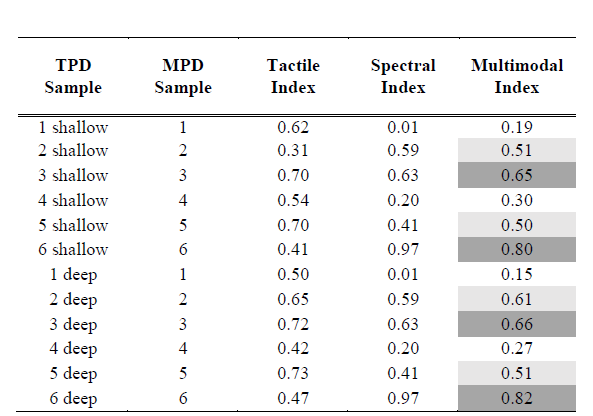 TPD Sample MPD Sample Tactile Index Spectral Index Multimodal Index
1 shallow 1 0.62 0.01 0.19
2 shallow 2 0.31 0.59 0.51
3 shallow 3 0.70 0.63 0.65
4 shallow 4 0.54 0.20 0.30
5 shallow 5 0.70 0.41 0.50
6 shallow 6 0.41 0.97 0.80
1 deep 1 0.50 0.01 0.15
2 deep 2 0.65 0.59 0.61
3 deep 3 0.72 0.63 0.66
4 deep 4 0.42 0.20 0.27
5 deep 5 0.73 0.41 0.51
6 deep 6 0.47 0.97 0.82